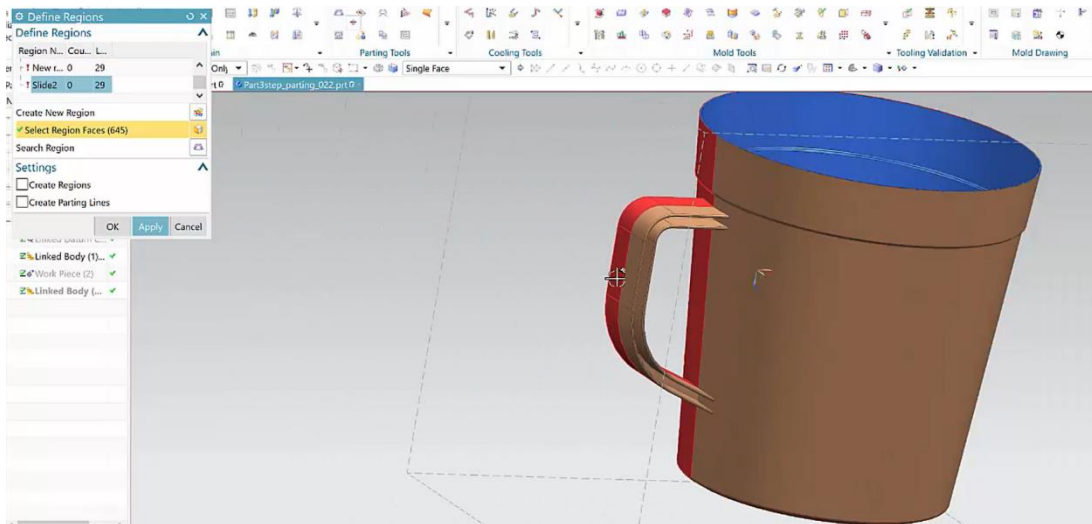 Define Regions
Define Regions
Region N... Cou... L...
! New r... 0 29
! Slide2 0 29
Create New Region
Select Region Faces (645)
Search Region
Settings
Create Regions
Create Parting Lines
OK Apply Cancel
Linked Body (1)...
Work Piece (2)
Linked Body (...
Parting Tools
Cooling Tools
Mold Tools
Tooling Validation
Mold Drawing
Only
Single Face
Part3step_parting_022.prt